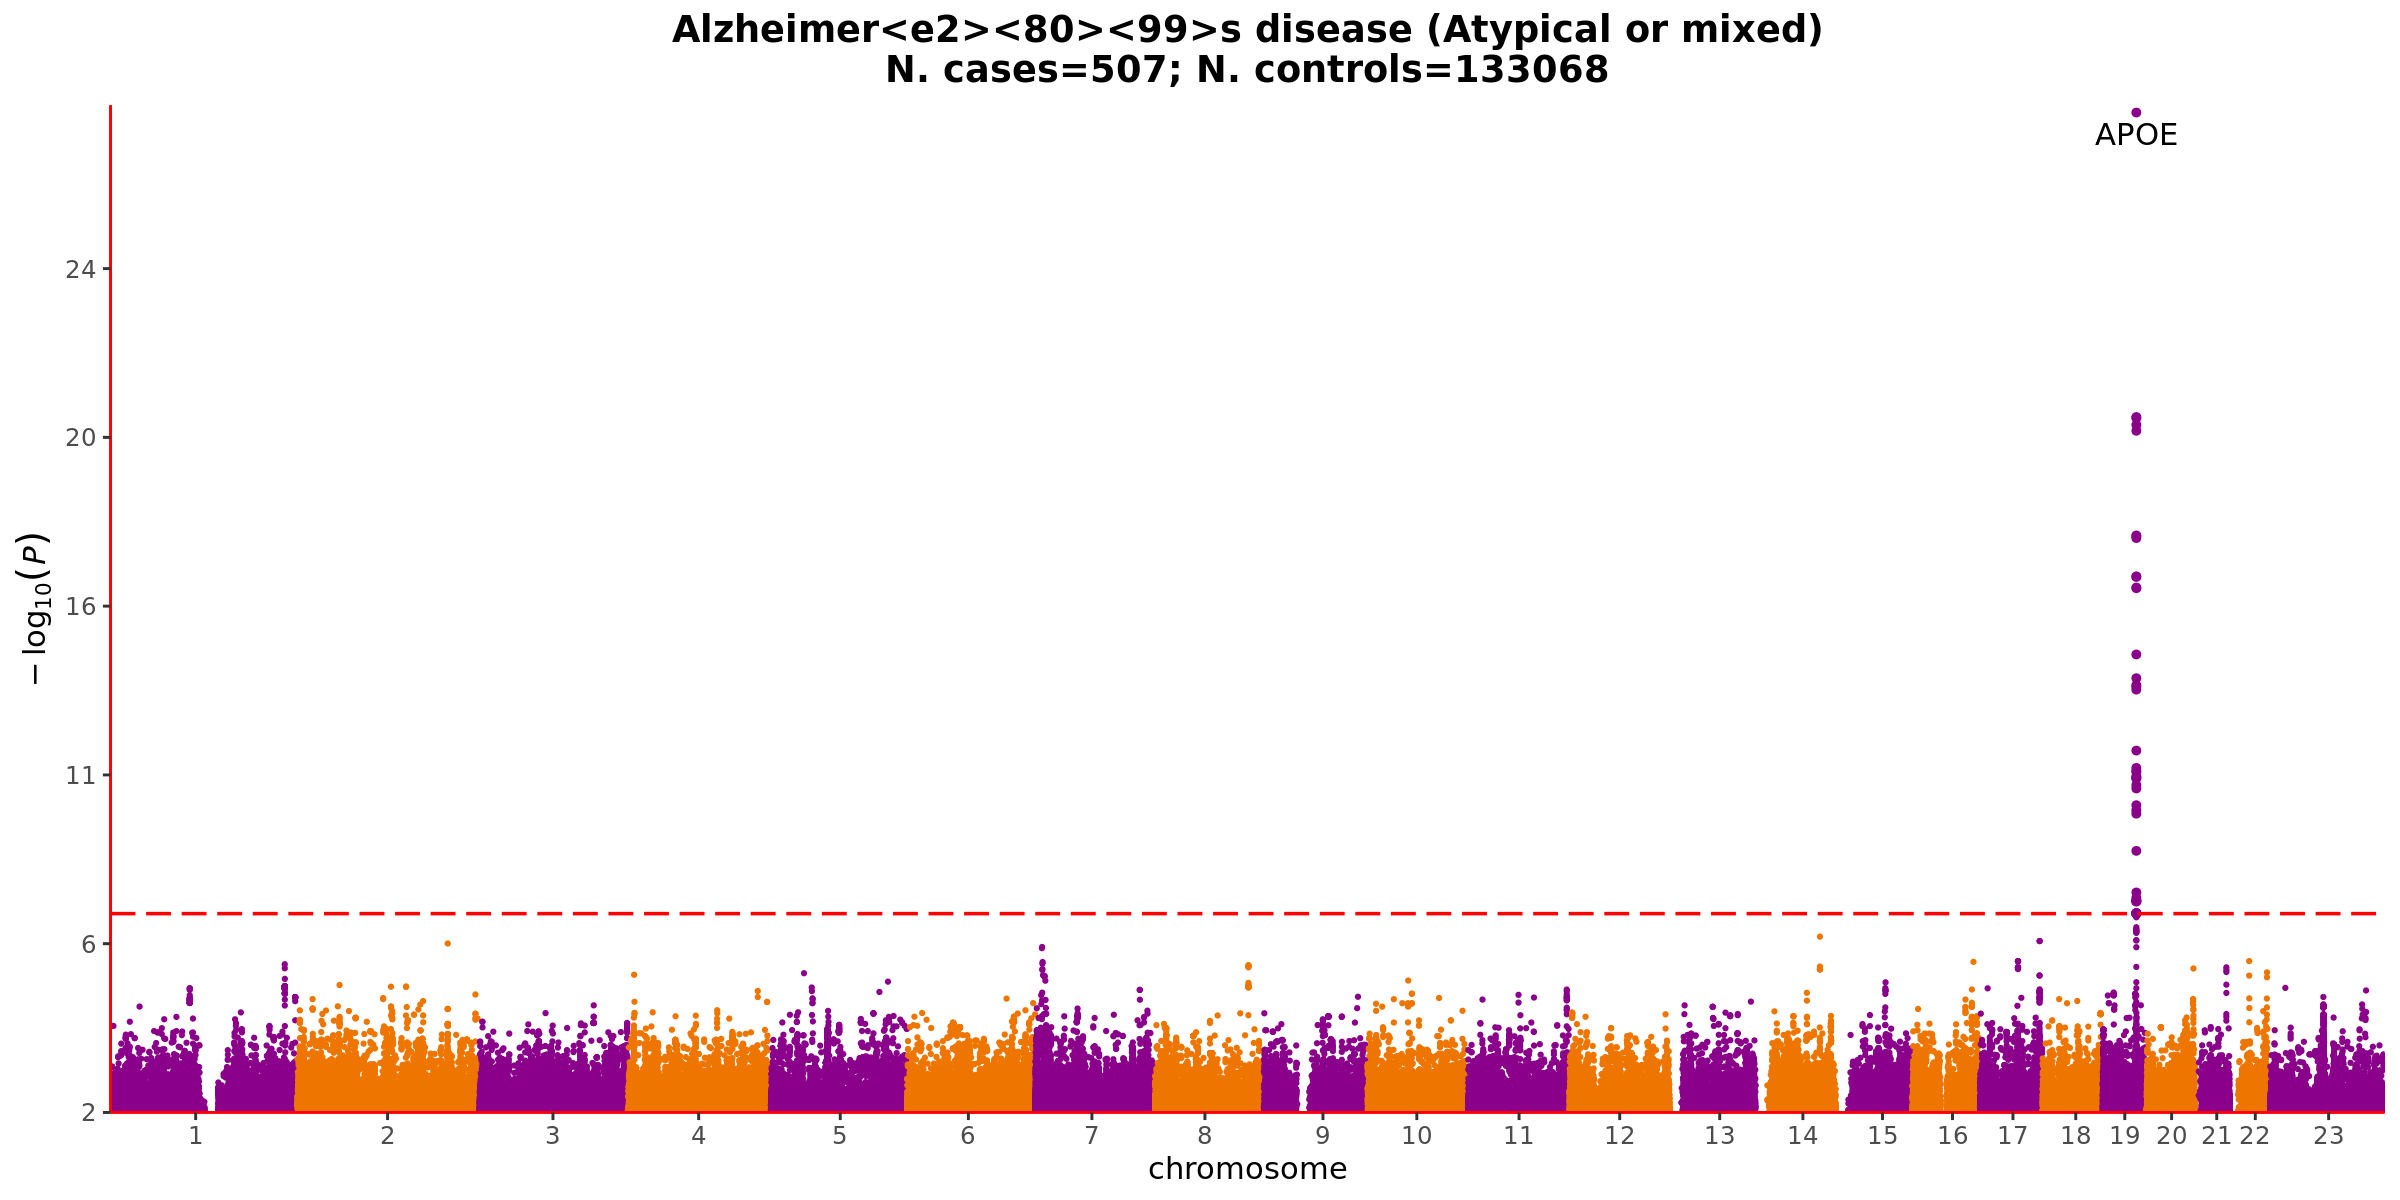 Alzheimer<e2><80><99>s disease (Atypical or mixed)
N. cases=507; N. controls=133068
APOE
24
20
16
11
6
2
−log10(P)
1 2 3 4 5 6 7 8 9 10 11 12 13 14 15 16 17 18 19 20 21 22 23
chromosome